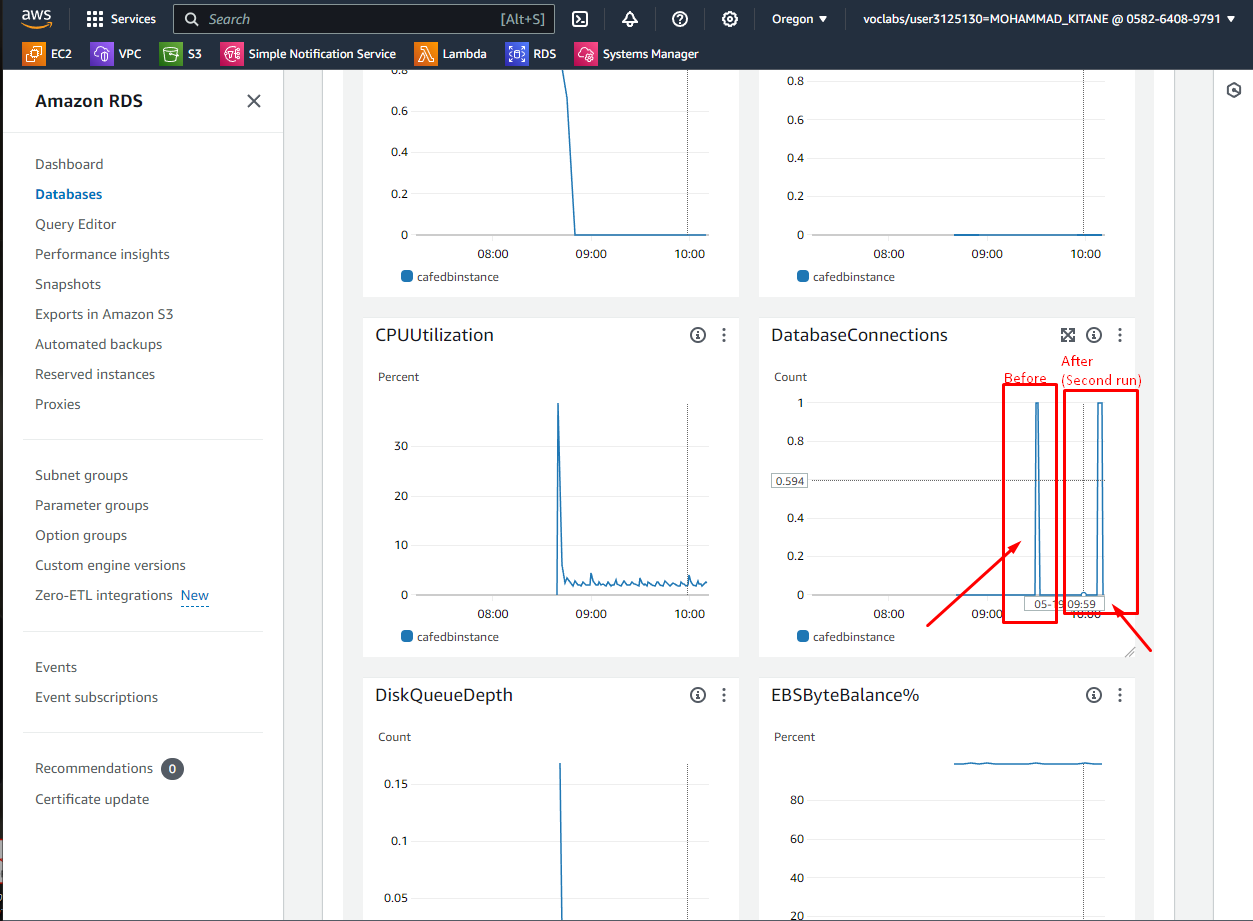 aws
Services
Search [Alt+S]
Oregon ▼
voclabs/user3125130=MOHAMMAD_KITANE @ 0582-6408-9791 ▼
EC2
VPC
S3
Simple Notification Service
Lambda
RDS
Systems Manager
Amazon RDS
Dashboard
Databases
Query Editor
Performance insights
Snapshots
Exports in Amazon S3
Automated backups
Reserved instances
Proxies
Subnet groups
Parameter groups
Option groups
Custom engine versions
Zero-ETL integrations New
Events
Event subscriptions
Recommendations 0
Certificate update
0.8
0.6
0.4
0.2
0
08:00 09:00 10:00
cafedbinstance
0.8
0.6
0.4
0.2
0
08:00 09:00 10:00
cafedbinstance
CPUUtilization
Percent
30
20
10
0
08:00 09:00 10:00
cafedbinstance
DatabaseConnections
Count
Before
After
(Second run)
1
0.8
0.594
0.4
0.2
0
05-19 09:59
08:00 09:00 10:00
cafedbinstance
DiskQueueDepth
Count
0.15
0.1
0.05
EBSByteBalance%
Percent
80
60
40
20